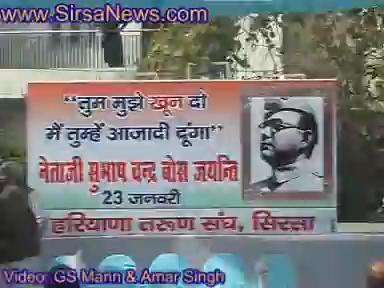 www.SirsaNews.com
“तुम मुझे खून दो
मैं तुम्हें आजादी दूंगा”
नेताजी सुभाष चन्द्र बोस जयन्ति
23 जनवरी
हरियाणा तरूण संघ, सिरसा
Video: GS Mann & Amar Singh